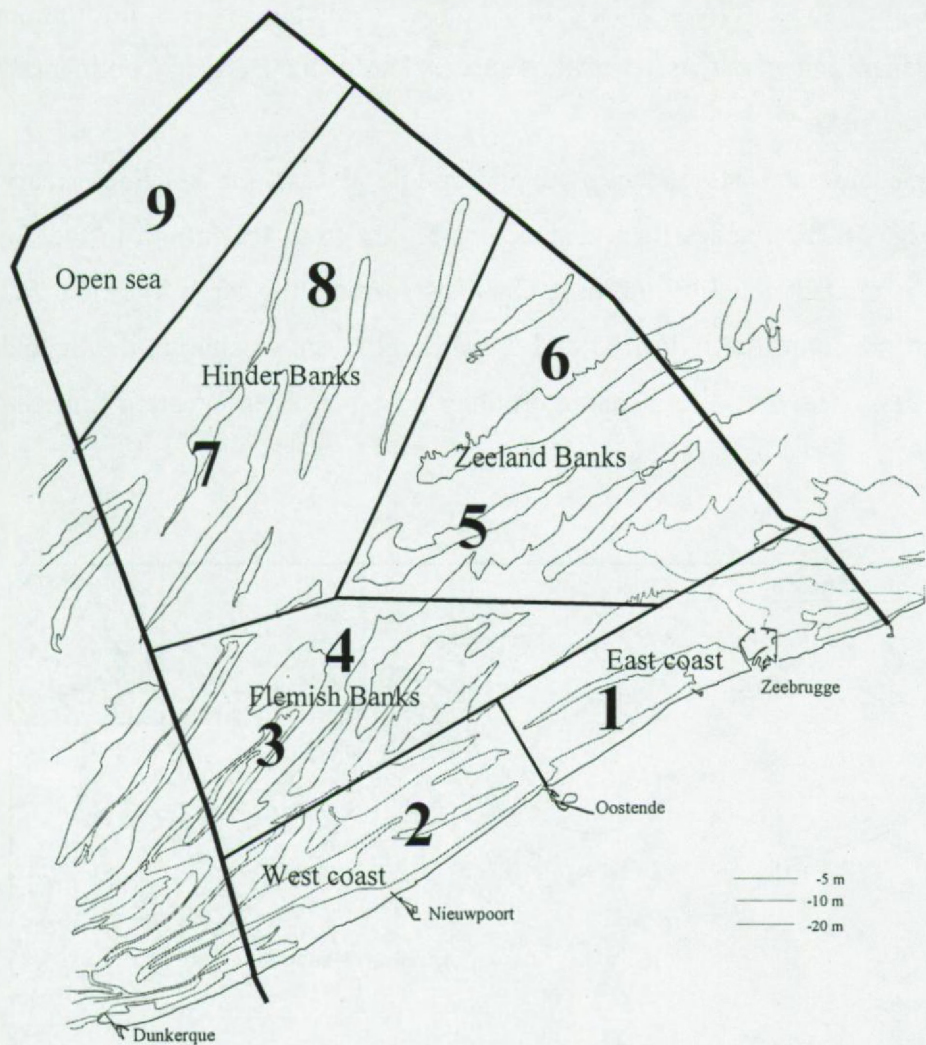 9
Open sea
8
Hinder Banks
7
6
Zeeland Banks
5
4
Flemish Banks
3
East coast
1
Zeebrugge
Oostende
2
West coast
Nieuwpoort
Dunkerque
-5 m
-10 m
-20 m